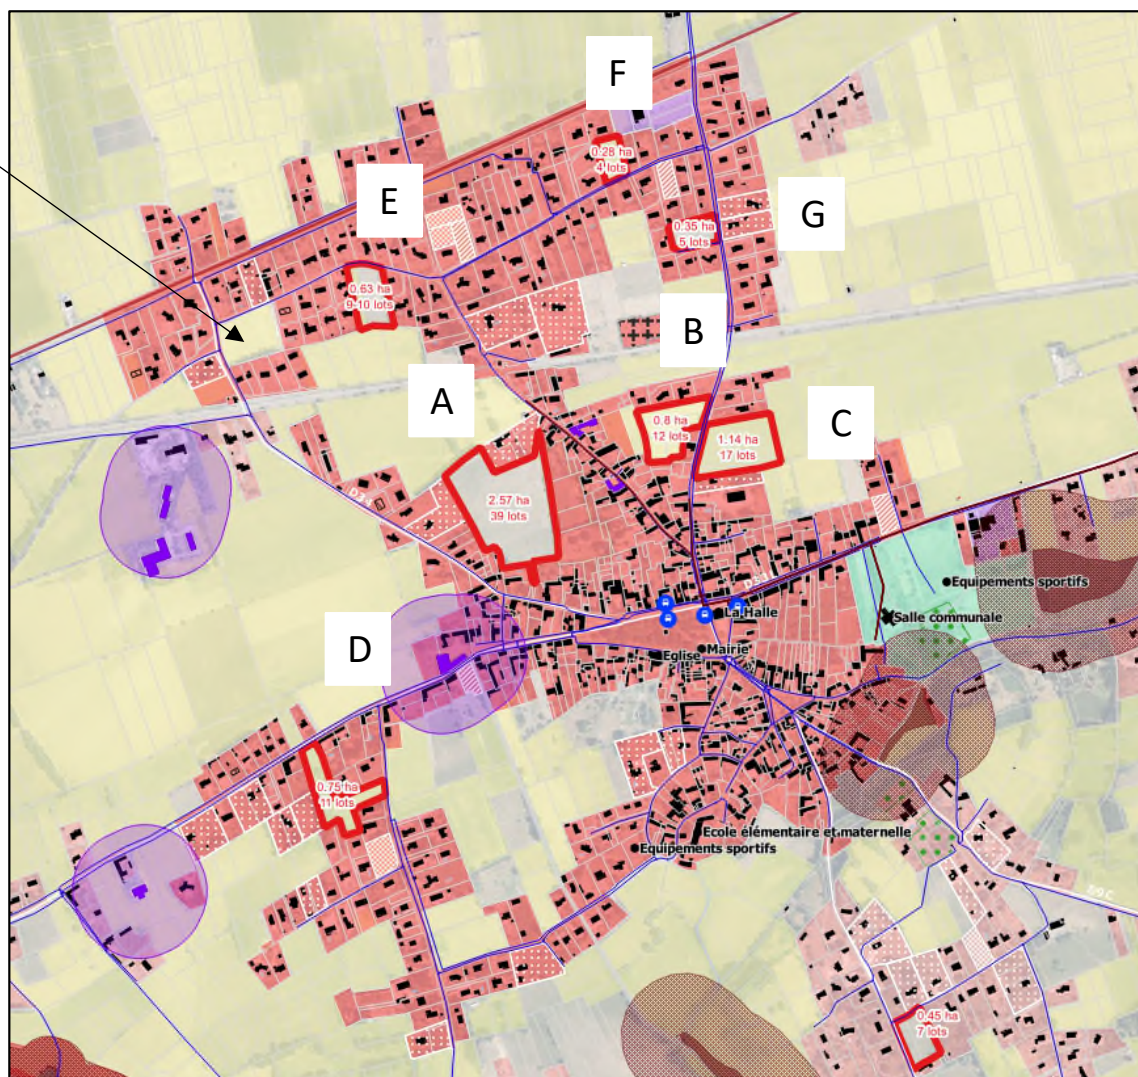 F
0.28 ha
4 lots
E
G
0.35 ha
5 lots
0.63 ha
9-10 lots
B
A
C
0.8 ha
12 lots
1.14 ha
17 lots
D34
2.57 ha
39 lots
Equipements sportifs
La Halle
Salle communale
D
Eglise
Mairie
0.75 ha
11 lots
Ecole élémentaire et maternelle
Equipements sportifs
0.45 ha
7 lots